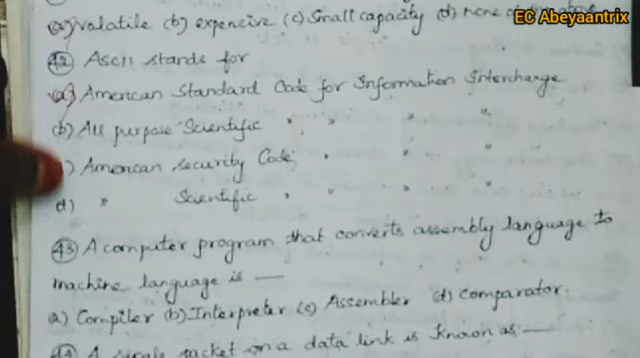 (a) Volatile (b) expensive (c) Small capacity (d) none
EC Abeyaantrix
(42) Ascii stands for
(a) American Standard Code for Information Interchange
(b) All purpose Scientific " " " "
) American Security Code, " " "
d) " Scientific " " " "
(43) A computer program that converts assembly language to
machine language is —
(a) Compiler (b) Interpreter (c) Assembler (d) comparator.
(44) A single packet on a data link is known as —